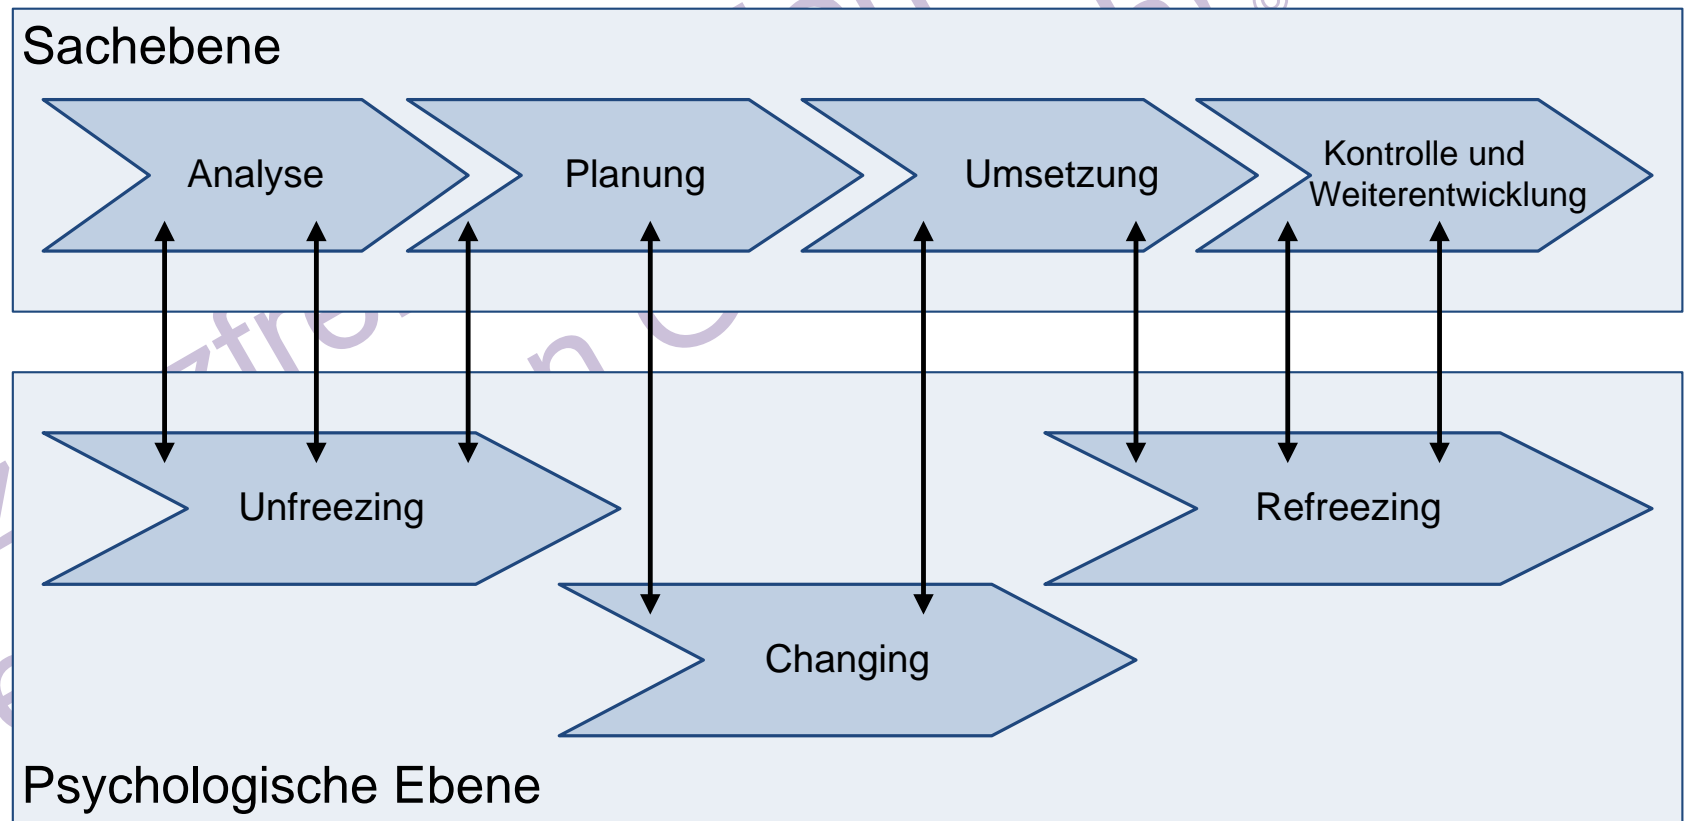 Sachebene
Analyse
Planung
Umsetzung
Kontrolle und
Weiterentwicklung
Unfreezing
Refreezing
Changing
Psychologische Ebene